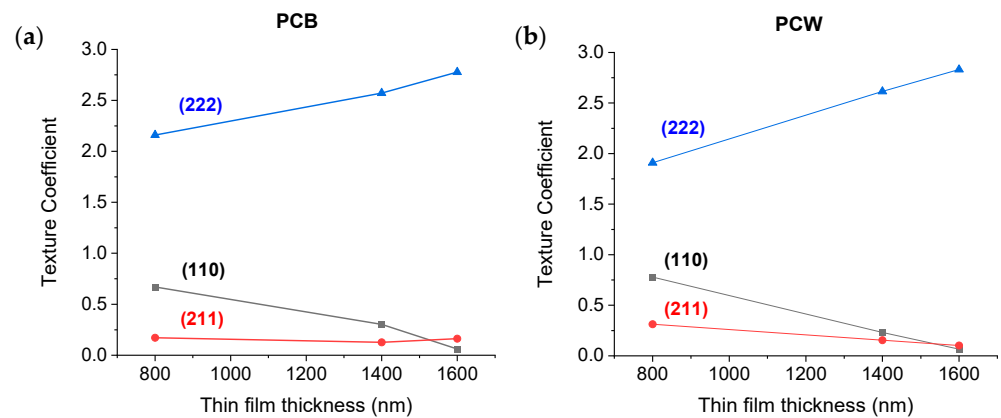 (a)
PCB
3.0
2.5
2.0
1.5
1.0
0.5
0.0
Texture Coefficient
(222)
(110)
(211)
800 1000 1200 1400 1600
Thin film thickness (nm)
(b)
PCW
3.0
2.5
2.0
1.5
1.0
0.5
0.0
Texture Coefficient
(222)
(110)
(211)
800 1000 1200 1400 1600
Thin film thickness (nm)